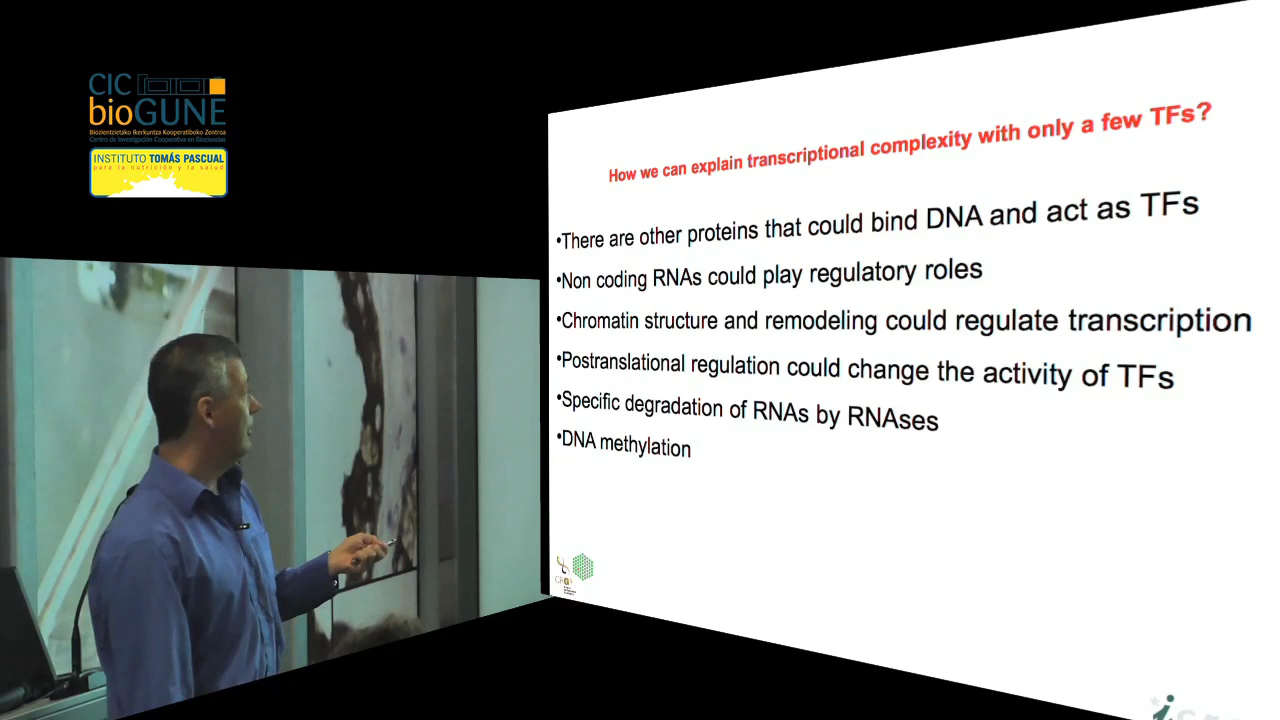 CIC
bioGUNE
Biozientzietako Ikerkuntza Kooperatiboko Zentroa
Centro de Investigación Cooperativa en Biociencias
INSTITUTO TOMÁS PASCUAL
para la nutrición y la salud
How we can explain transcriptional complexity with only a few TFs?
•There are other proteins that could bind DNA and act as TFs
•Non coding RNAs could play regulatory roles
•Chromatin structure and remodeling could regulate transcription
•Postranslational regulation could change the activity of TFs
•Specific degradation of RNAs by RNAses
•DNA methylation
CRG